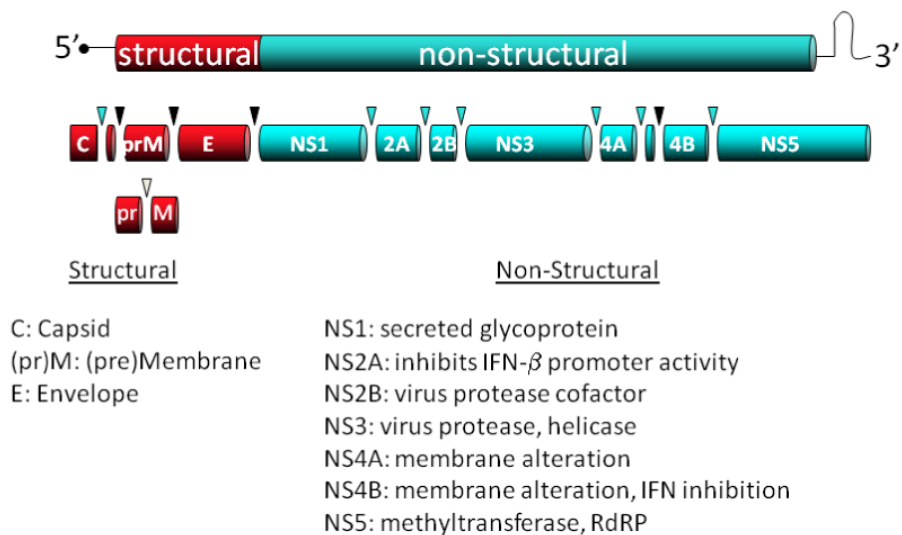 5’ structural non-structural 3’
C prM E NS1 2A 2B NS3 4A 4B NS5
pr M
Structural Non-Structural
C: Capsid
(pr)M: (pre)Membrane
E: Envelope
NS1: secreted glycoprotein
NS2A: inhibits IFN-β promoter activity
NS2B: virus protease cofactor
NS3: virus protease, helicase
NS4A: membrane alteration
NS4B: membrane alteration, IFN inhibition
NS5: methyltransferase, RdRP